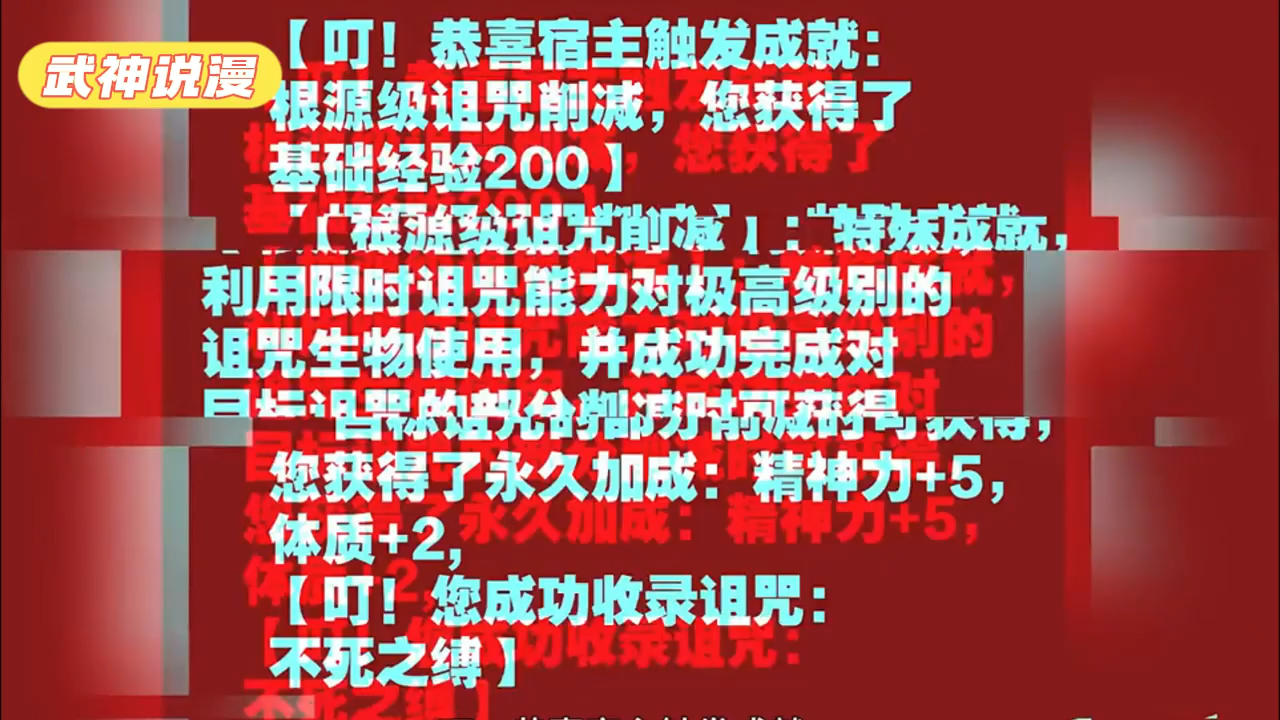 武神说漫
【叮！恭喜宿主触发成就：
根源级诅咒削减，您获得了
基础经验200】
【根源级诅咒削减】：特殊成就，
利用限时诅咒能力对极高级别的
诅咒生物使用，并成功完成对
目标诅咒的部分削减时可获得，
您获得了永久加成：精神力+5，
体质+2，
【叮！您成功收录诅咒：
不死之缚】